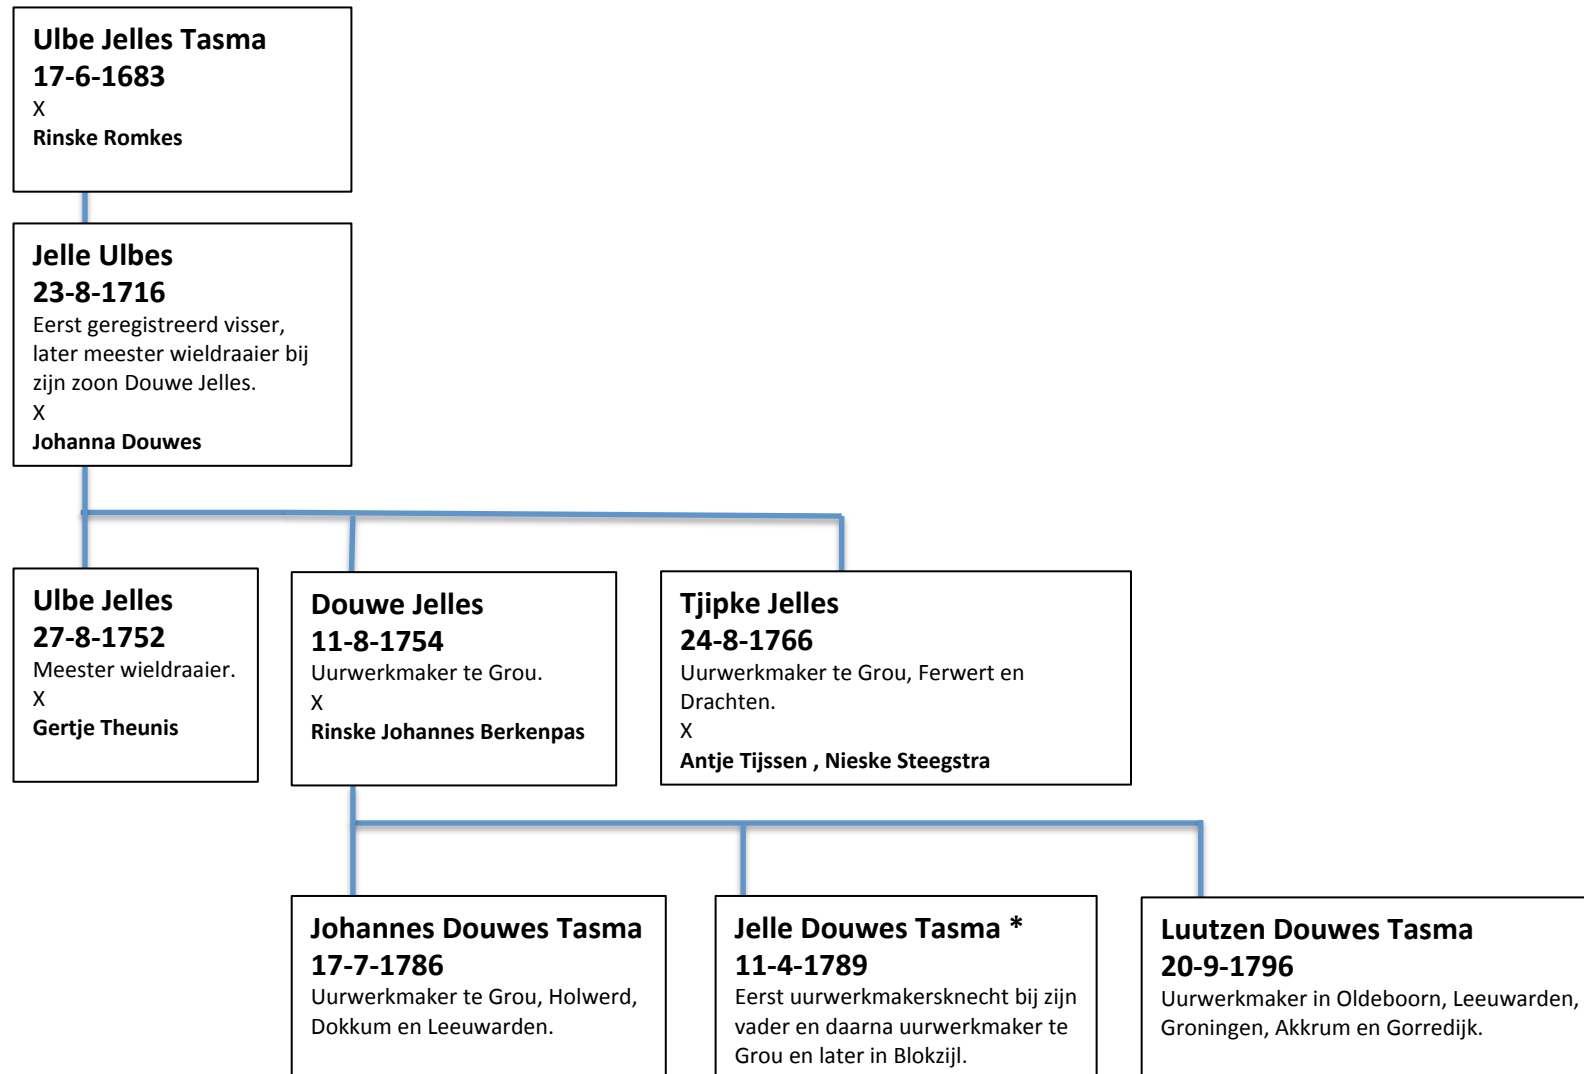 Ulbe Jelles Tasma
17-6-1683
X
Rinske Romkes
Jelle Ulbes
23-8-1716
Eerst geregistreerd visser,
later meester wieldraaier bij
zijn zoon Douwe Jelles.
X
Johanna Douwes
Ulbe Jelles
27-8-1752
Meester wieldraaier.
X
Gertje Theunis
Douwe Jelles
11-8-1754
Uurwerkmaker te Grou.
X
Rinske Johannes Berkenpas
Tjipke Jelles
24-8-1766
Uurwerkmaker te Grou, Ferwert en
Drachten.
X
Antje Tijssen , Nieske Steegstra
Johannes Douwes Tasma
17-7-1786
Uurwerkmaker te Grou, Holwerd,
Dokkum en Leeuwarden.
Jelle Douwes Tasma *
11-4-1789
Eerst uurwerkmakersknecht bij zijn
vader en daarna uurwerkmaker te
Grou en later in Blokzijl.
Luutzen Douwes Tasma
20-9-1796
Uurwerkmaker in Oldeboorn, Leeuwarden,
Groningen, Akkrum en Gorredijk.